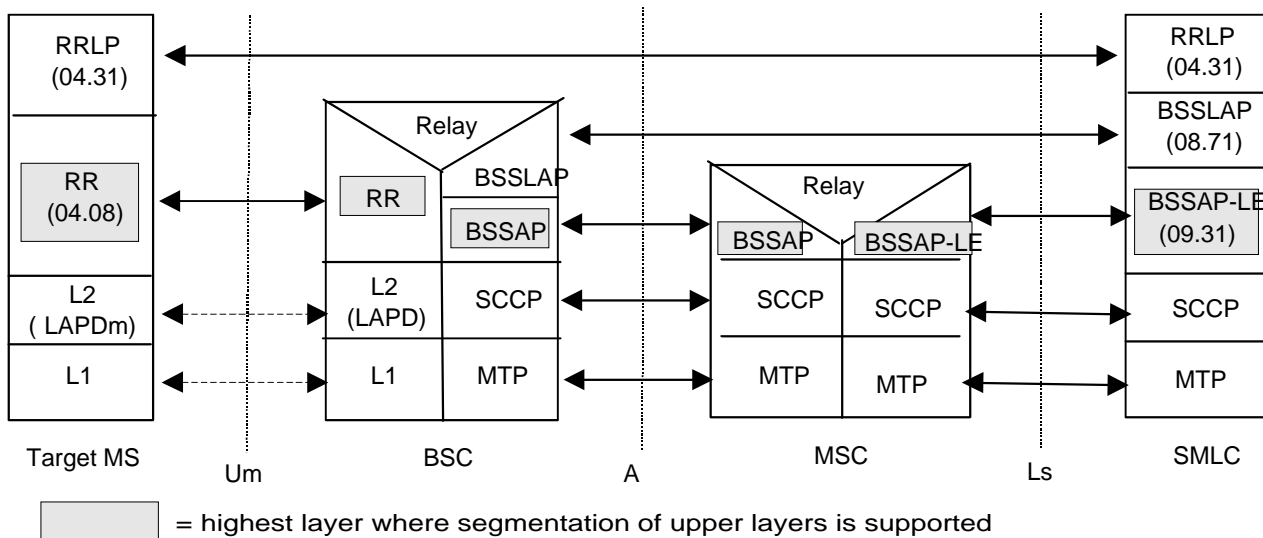 RRLP
(04.31)
RR
(04.08)
L2
( LAPDm)
L1
Target MS
Um
Relay
RR
BSSLAP
BSSAP
L2
(LAPD)
SCCP
L1
MTP
BSC
A
Relay
BSSAP
BSSAP-LE
SCCP
SCCP
MTP
MTP
MSC
Ls
RRLP
(04.31)
BSSLAP
(08.71)
BSSAP-LE
(09.31)
SCCP
MTP
SMLC
= highest layer where segmentation of upper layers is supported